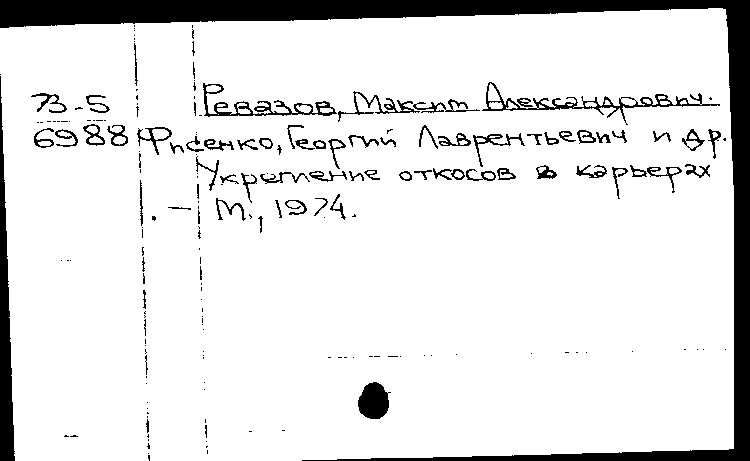 73-5 Ревазов, Максим Александрович.
6988 Фисенко, Георгий Лаврентьевич и др.
Укрепление откосов в карьерах
. — М., 1974.